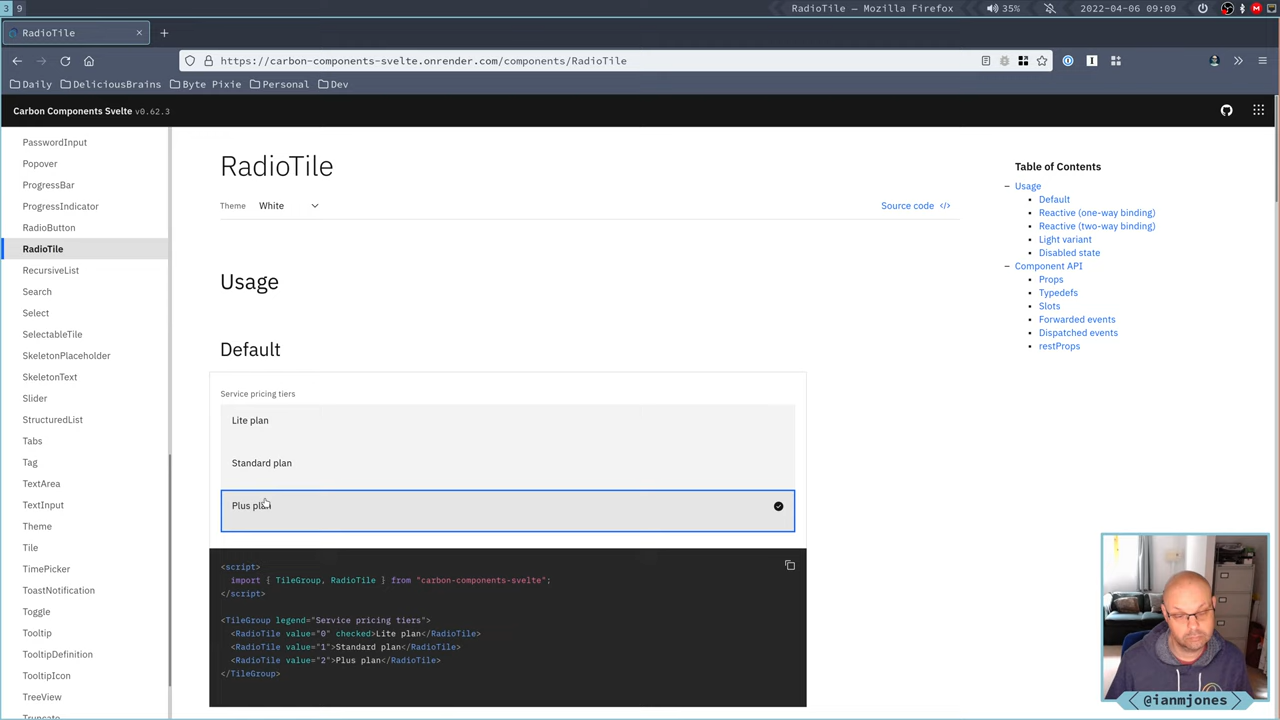 3 9
RadioTile — Mozilla Firefox
35%
2022-04-06 09:09
RadioTile
https://carbon-components-svelte.onrender.com/components/RadioTile
Daily
DeliciousBrains
Byte Pixie
Personal
Dev
Carbon Components Svelte v0.62.3
PasswordInput
Popover
ProgressBar
ProgressIndicator
RadioButton
RadioTile
RecursiveList
Search
Select
SelectableTile
SkeletonPlaceholder
SkeletonText
Slider
StructuredList
Tabs
Tag
TextArea
TextInput
Theme
Tile
TimePicker
ToastNotification
Toggle
Tooltip
TooltipDefinition
TooltipIcon
TreeView
Truncate
RadioTile
Theme White
Source code </>
Usage
Default
Service pricing tiers
Lite plan
Standard plan
Plus plan
<script>
import { TileGroup, RadioTile } from "carbon-components-svelte";
</script>
<TileGroup legend="Service pricing tiers">
<RadioTile value="0" checked>Lite plan</RadioTile>
<RadioTile value="1">Standard plan</RadioTile>
<RadioTile value="2">Plus plan</RadioTile>
</TileGroup>
Table of Contents
– Usage
• Default
• Reactive (one-way binding)
• Reactive (two-way binding)
• Light variant
• Disabled state
– Component API
• Props
• Typedefs
• Slots
• Forwarded events
• Dispatched events
• restProps
@ianmjones